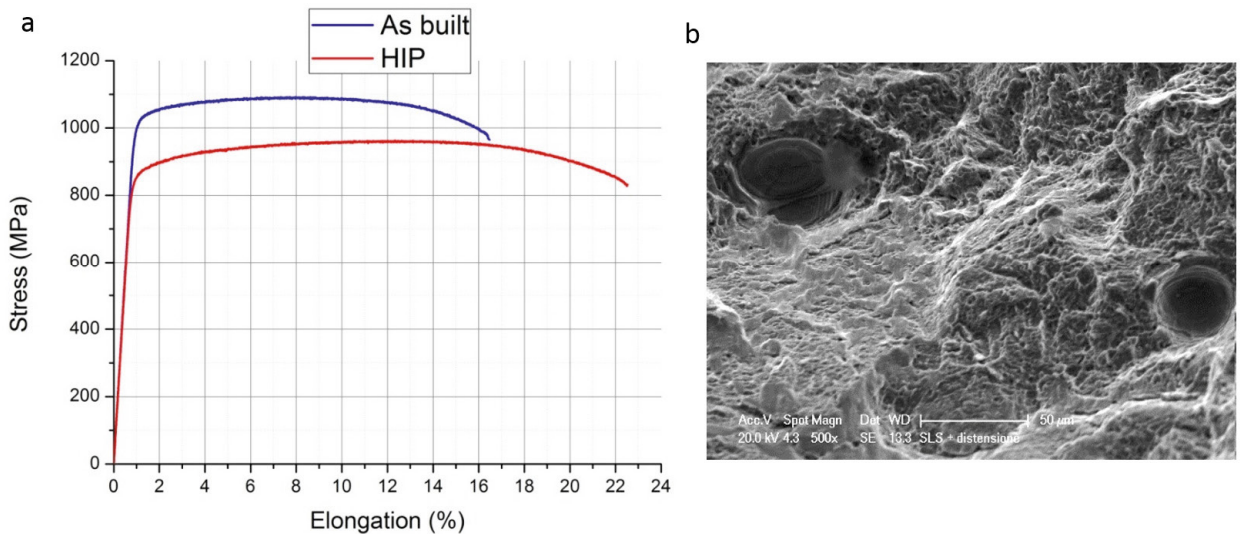 a
As built
HIP
1200
1000
800
600
400
200
0
Stress (MPa)
0 2 4 6 8 10 12 14 16 18 20 22 24
Elongation (%)
b
Acc.V Spot Magn Det WD 50 µm
20.0 kV 4.3 500x SE 13.3 SLS + distensione